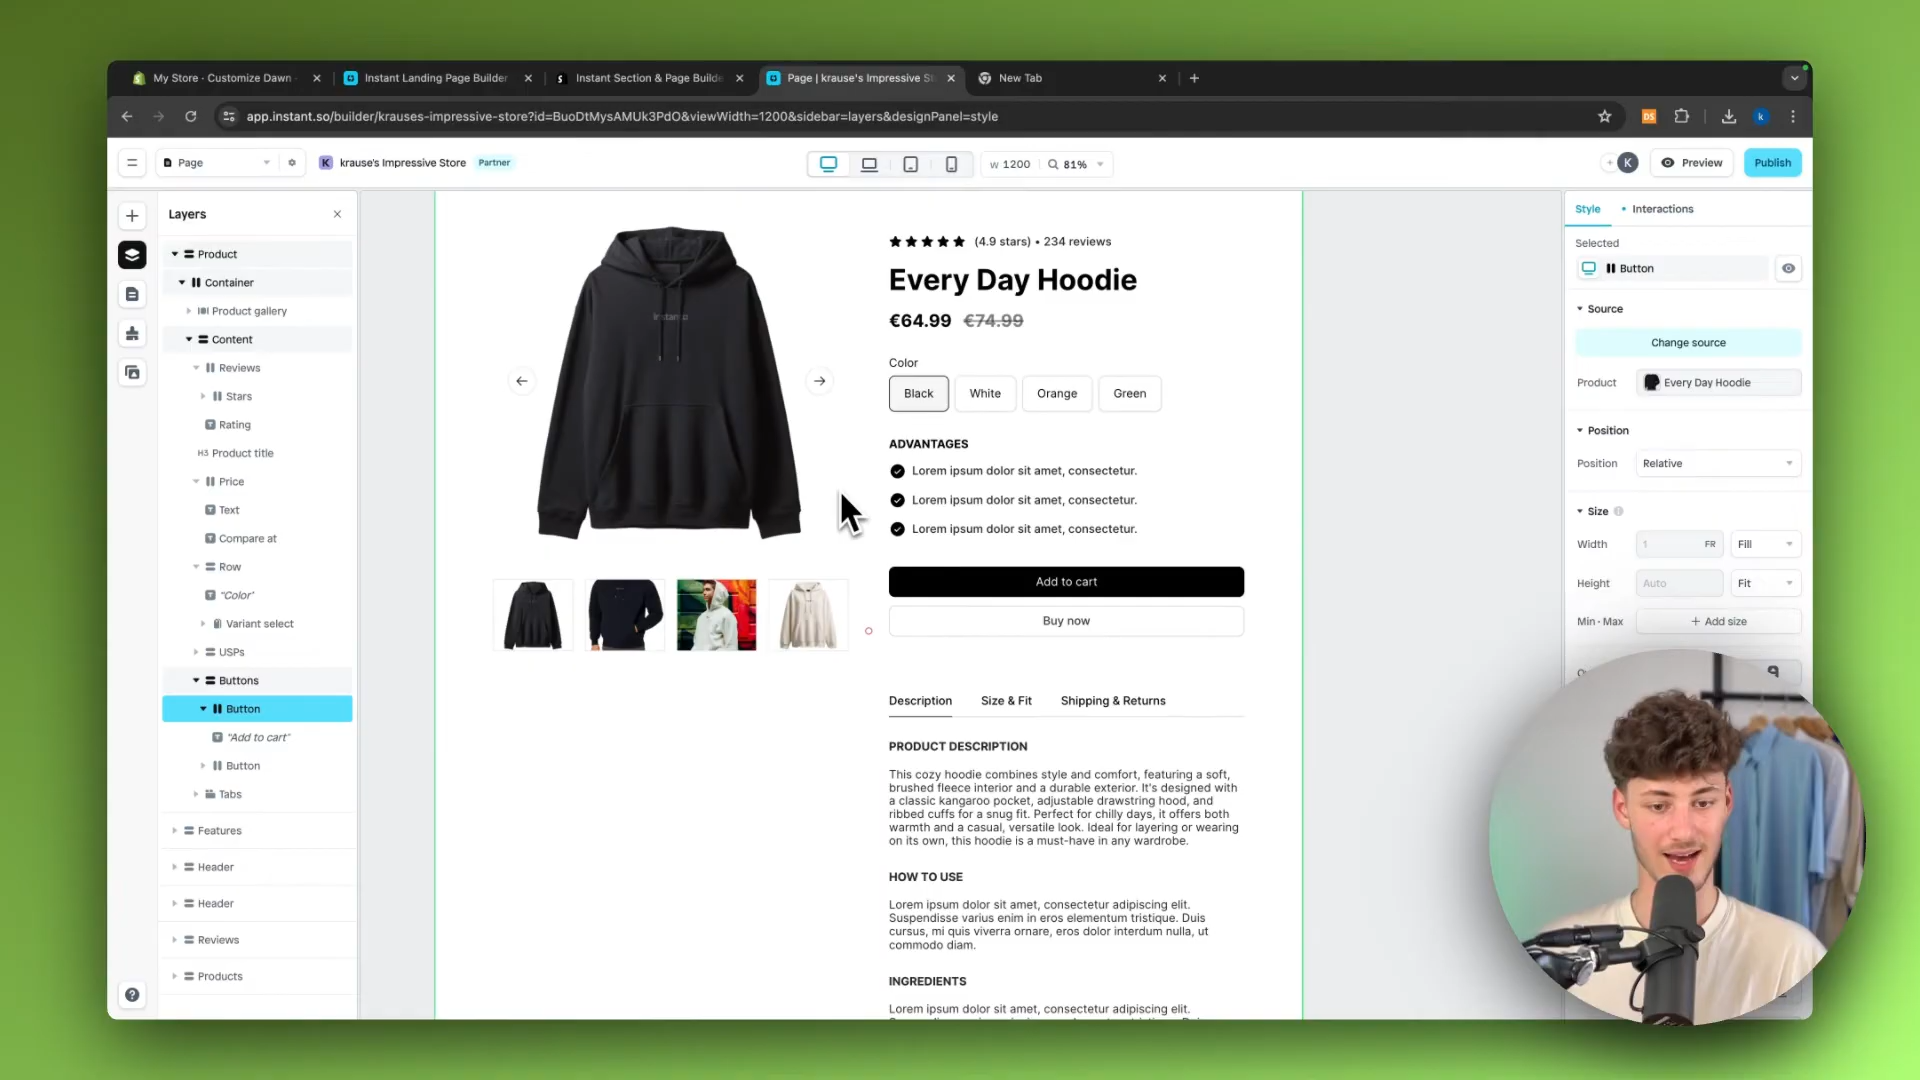 My Store · Customize Dawn
Instant Landing Page Builder
Instant Section & Page Builde
Page | krause's Impressive St
New Tab
app.instant.so/builder/krauses-impressive-store?id=BuoDtMysAMUk3PdO&viewWidth=1200&sidebar=layers&designPanel=style
DS
k
Page
K krause's Impressive Store Partner
W 1200
81%
K
Preview
Publish
Layers
Product
Container
Product gallery
Content
Reviews
Stars
Rating
H3 Product title
Price
Text
Compare at
Row
"Color"
Variant select
USPs
Buttons
Button
"Add to cart"
Button
Tabs
Features
Header
Header
Reviews
Products
(4.9 stars) • 234 reviews
Every Day Hoodie
€64.99 €74.99
Color
Black White Orange Green
ADVANTAGES
Lorem ipsum dolor sit amet, consectetur.
Lorem ipsum dolor sit amet, consectetur.
Lorem ipsum dolor sit amet, consectetur.
Add to cart
Buy now
Description Size & Fit Shipping & Returns
PRODUCT DESCRIPTION
This cozy hoodie combines style and comfort, featuring a soft,
brushed fleece interior and a durable exterior. It's designed with
a classic kangaroo pocket, adjustable drawstring hood, and
ribbed cuffs for a snug fit. Perfect for chilly days, it offers both
warmth and a casual, versatile look. Ideal for layering or wearing
on its own, this hoodie is a must-have in any wardrobe.
HOW TO USE
Lorem ipsum dolor sit amet, consectetur adipiscing elit.
Suspendisse varius enim in eros elementum tristique. Duis
cursus, mi quis viverra ornare, eros dolor interdum nulla, ut
commodo diam.
INGREDIENTS
Lorem ipsum dolor sit amet, consectetur adipiscing elit.
Style
Interactions
Selected
Button
Source
Change source
Product
Every Day Hoodie
Position
Position
Relative
Size
Width
1
FR
Fill
Height
Auto
Fit
Min · Max
+ Add size